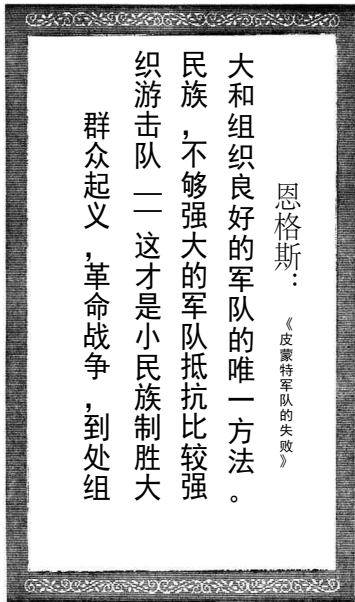 群众起义，革命战争，到处组
织游击队——这才是小民族制胜大
民族，不够强大的军队抵抗比较强
大和组织良好的军队的唯一方法。
恩格斯：《皮蒙特军队的失败》